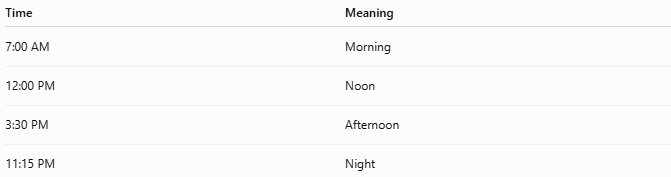 Time Meaning
7:00 AM Morning
12:00 PM Noon
3:30 PM Afternoon
11:15 PM Night